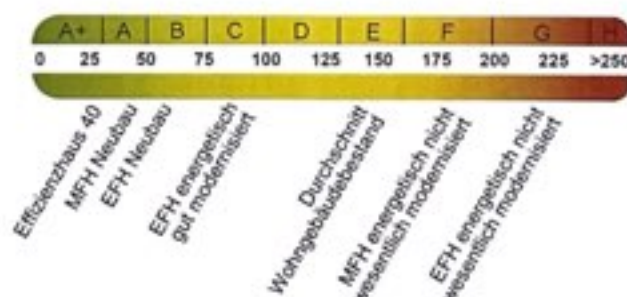 A+ A B C D E F G H
0 25 50 75 100 125 150 175 200 225 >250
Effizienzhaus 40
MFH Neubau
EFH Neubau
EFH energetisch
gut modernisiert
Durchschnitt
Wohngebäudebestand
MFH energetisch nicht
wesentlich modernisiert
EFH energetisch nicht
wesentlich modernisiert